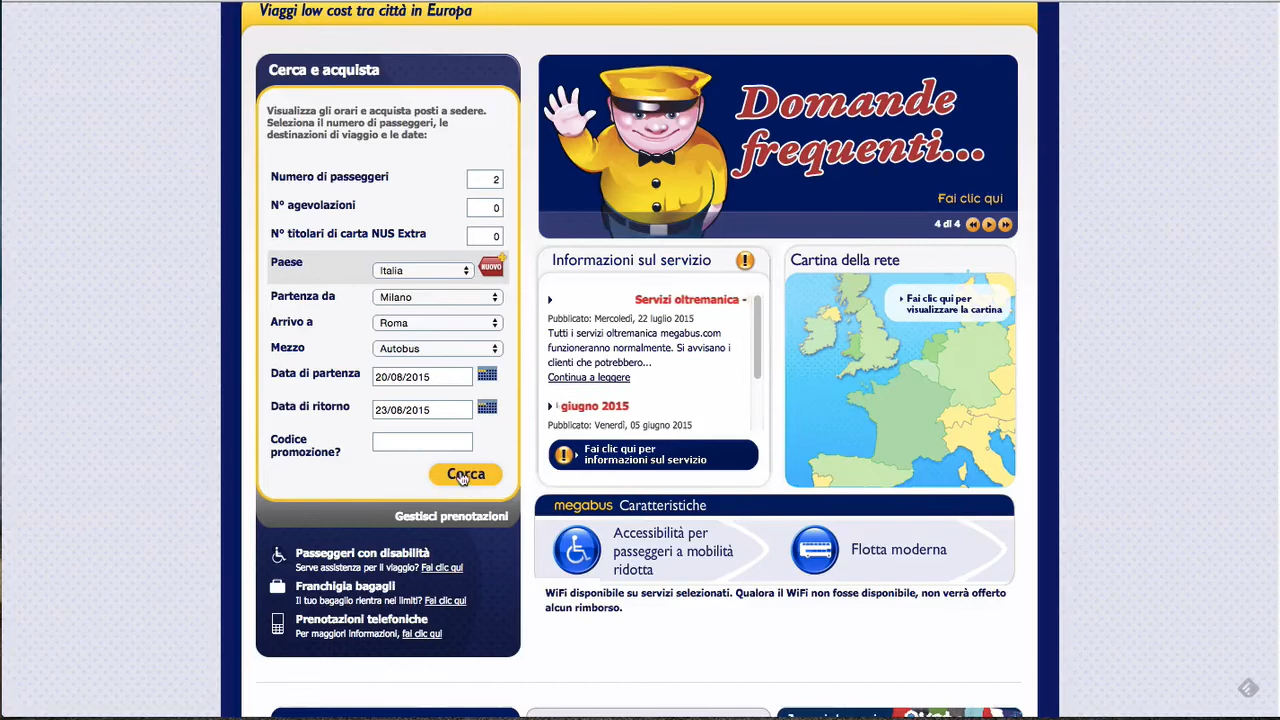 Viaggi low cost tra città in Europa
Cerca e acquista
Visualizza gli orari e acquista posti a sedere.
Seleziona il numero di passeggeri, le
destinazioni di viaggio e le date:
Numero di passeggeri 2
N° agevolazioni 0
N° titolari di carta NUS Extra 0
Paese Italia NUOVO
Partenza da Milano
Arrivo a Roma
Mezzo Autobus
Data di partenza 20/08/2015
Data di ritorno 23/08/2015
Codice
promozione?
Cerca
Gestisci prenotazioni
Passeggeri con disabilità
Serve assistenza per il viaggio? Fai clic qui
Franchigia bagagli
Il tuo bagaglio rientra nei limiti? Fai clic qui
Prenotazioni telefoniche
Per maggiori informazioni, fai clic qui
Domande
frequenti...
Fai clic qui
4 di 4
Informazioni sul servizio
Servizi oltremanica -
Pubblicato: Mercoledì, 22 luglio 2015
Tutti i servizi oltremanica megabus.com
funzioneranno normalmente. Si avvisano i
clienti che potrebbero...
Continua a leggere
giugno 2015
Pubblicato: Venerdì, 05 giugno 2015
Fai clic qui per
informazioni sul servizio
Cartina della rete
Fai clic qui per
visualizzare la cartina
megabus Caratteristiche
Accessibilità per
passeggeri a mobilità
ridotta
Flotta moderna
WiFi disponibile su servizi selezionati. Qualora il WiFi non fosse disponibile, non verrà offerto
alcun rimborso.